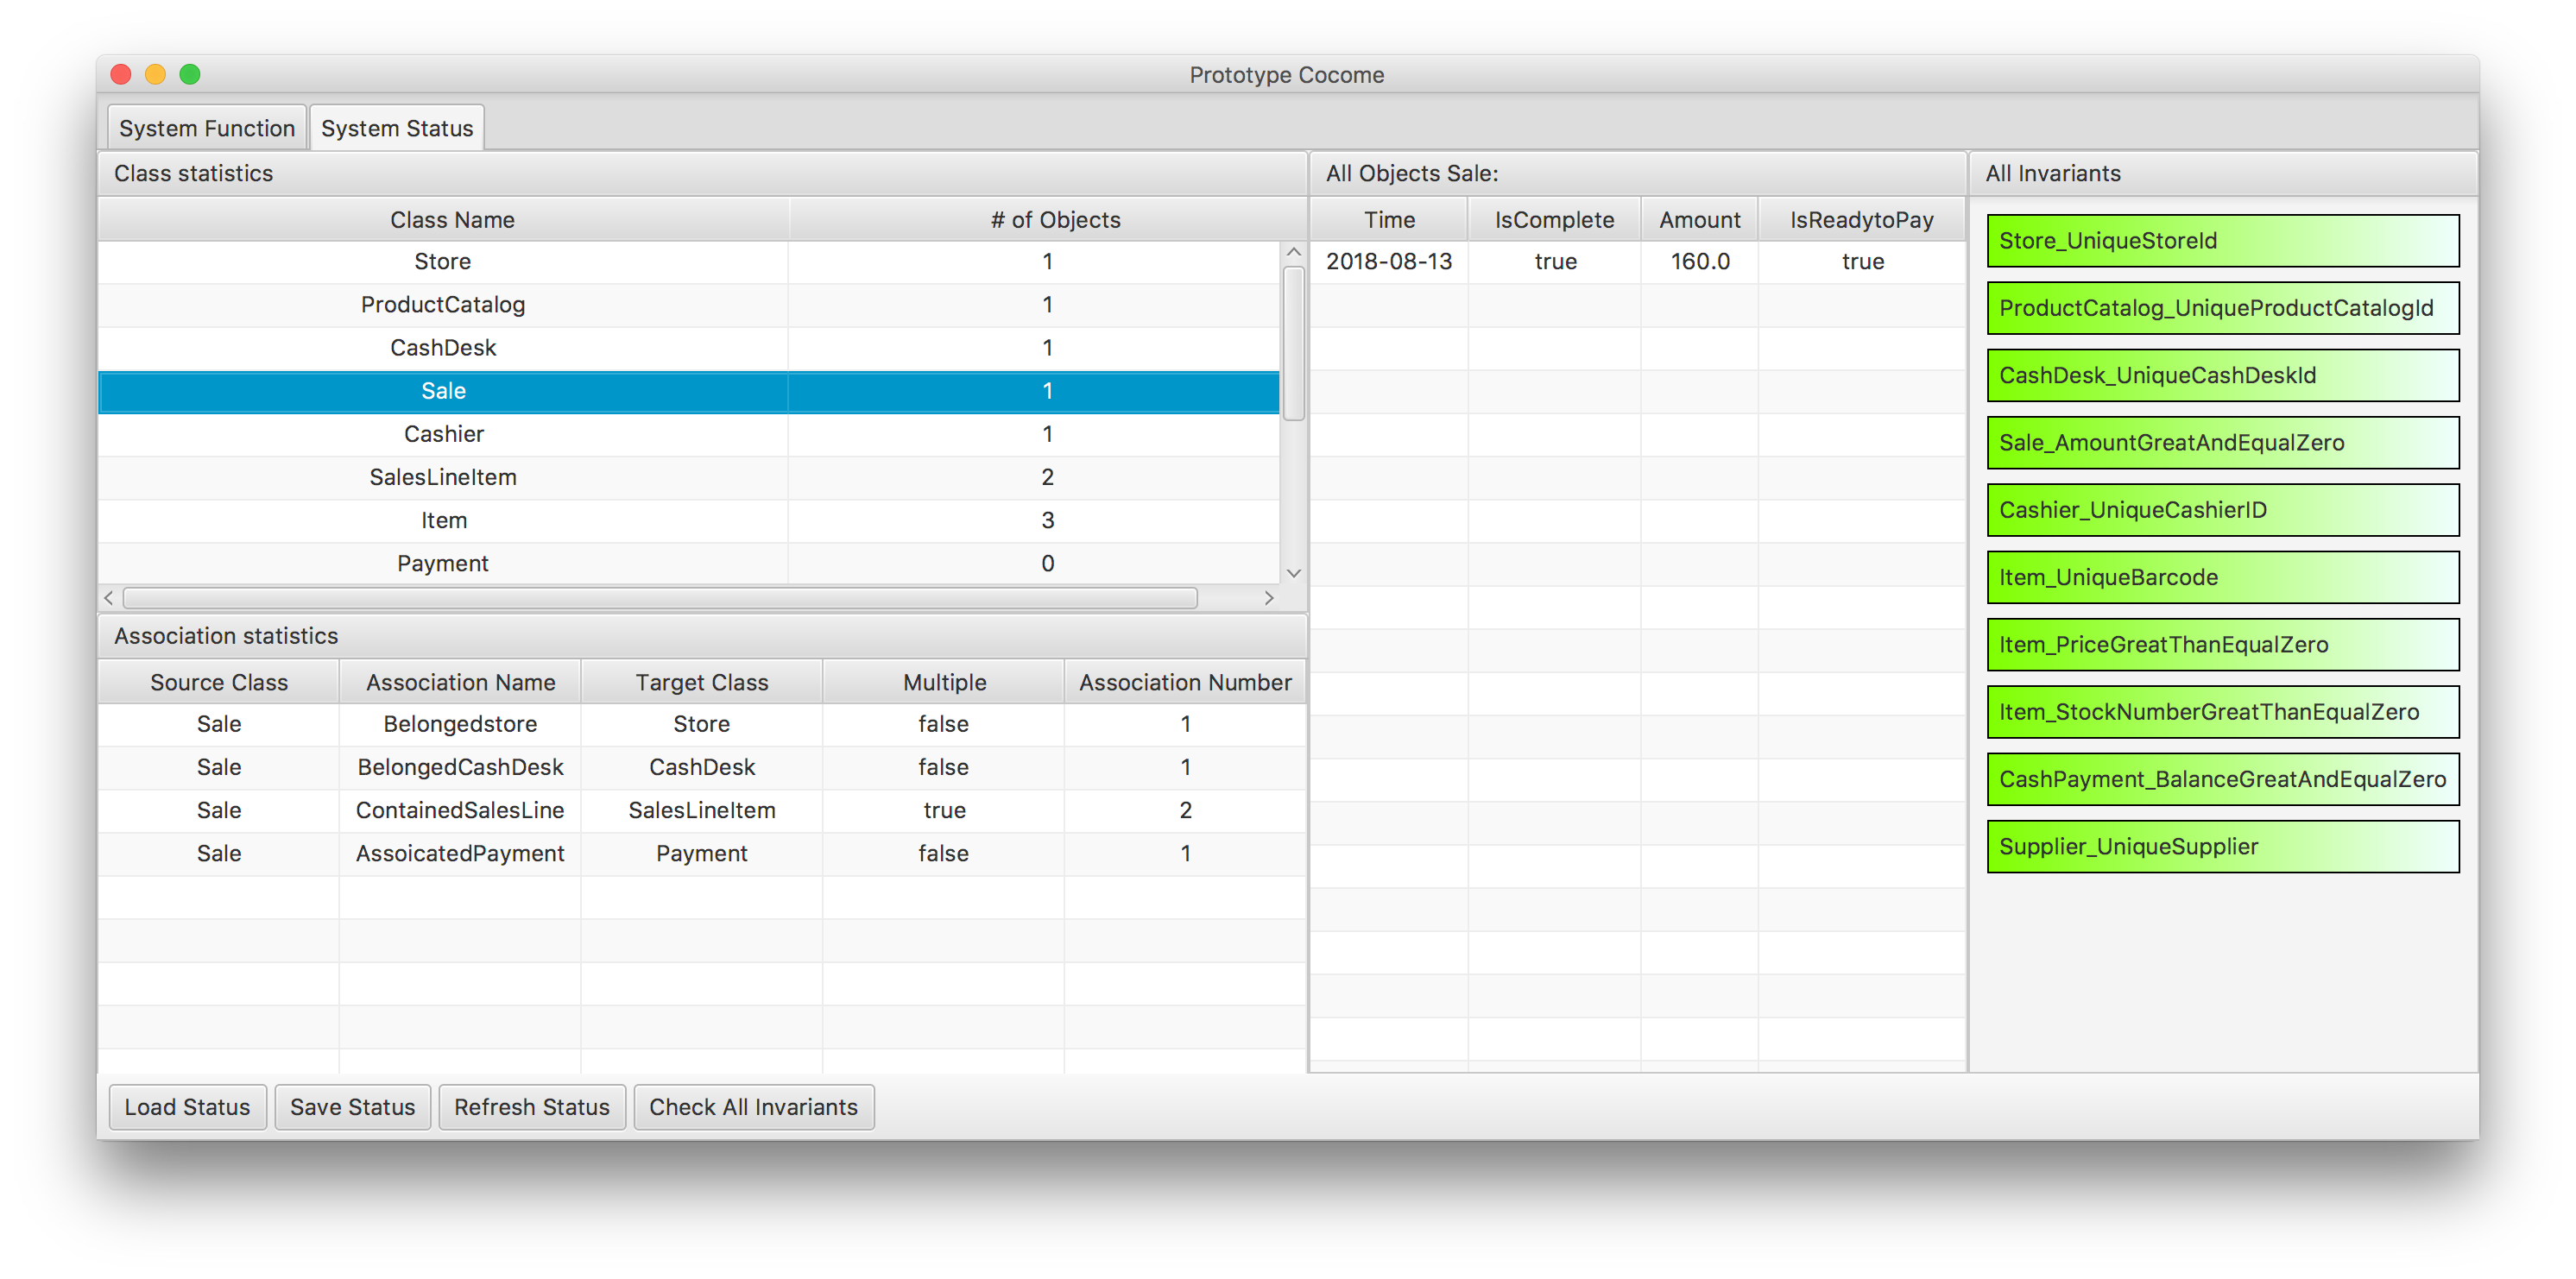 Prototype Cocome
System Function System Status
Class statistics
Class Name # of Objects
Store 1
ProductCatalog 1
CashDesk 1
Sale 1
Cashier 1
SalesLineItem 2
Item 3
Payment 0
Association statistics
Source Class Association Name Target Class Multiple Association Number
Sale Belongedstore Store false 1
Sale BelongedCashDesk CashDesk false 1
Sale ContainedSalesLine SalesLineItem true 2
Sale AssoicatedPayment Payment false 1
All Objects Sale:
Time IsComplete Amount IsReadytoPay
2018-08-13 true 160.0 true
All Invariants
Store_UniqueStoreId
ProductCatalog_UniqueProductCatalogId
CashDesk_UniqueCashDeskId
Sale_AmountGreatAndEqualZero
Cashier_UniqueCashierID
Item_UniqueBarcode
Item_PriceGreatThanEqualZero
Item_StockNumberGreatThanEqualZero
CashPayment_BalanceGreatAndEqualZero
Supplier_UniqueSupplier
Load Status Save Status Refresh Status Check All Invariants